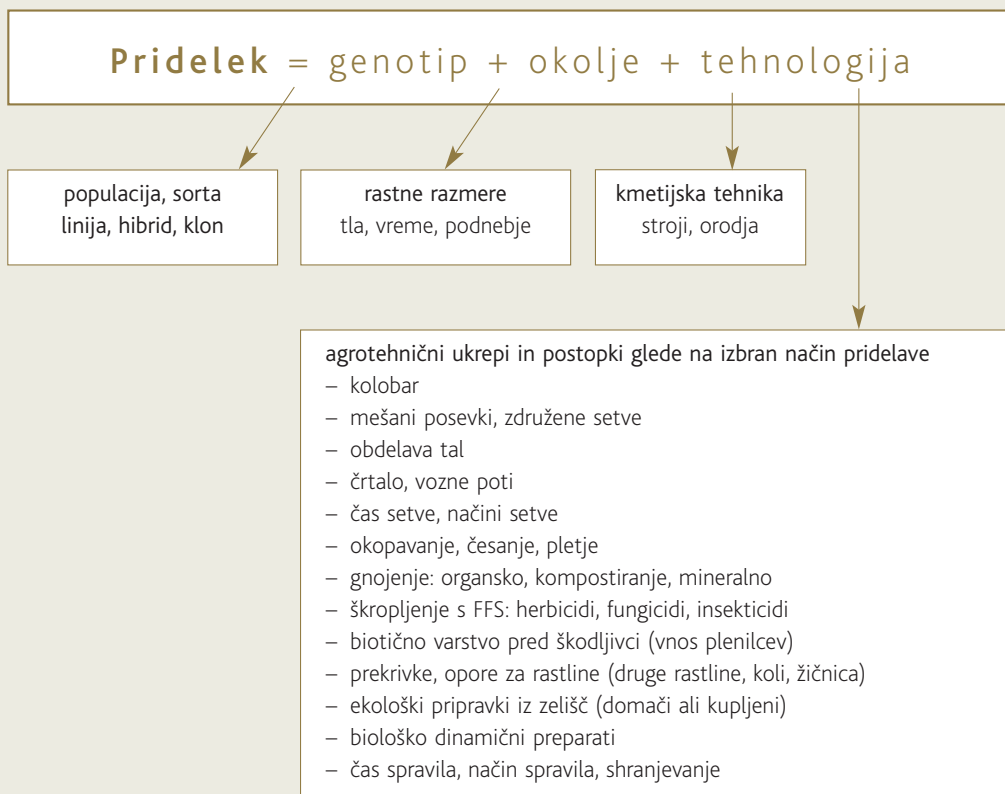 Pridelek = genotip + okolje + tehnologija
populacija, sorta
linija, hibrid, klon
rastne razmere
tla, vreme, podnebje
kmetijska tehnika
stroji, orodja
agrotehnični ukrepi in postopki glede na izbran način pridelave
– kolobar
– mešani posevki, združene setve
– obdelava tal
– črtalo, vozne poti
– čas setve, načini setve
– okopavanje, česanje, pletje
– gnojenje: organsko, kompostiranje, mineralno
– škropljenje s FFS: herbicidi, fungicidi, insekticidi
– biotično varstvo pred škodljivci (vnos plenilcev)
– prekrivke, opore za rastline (druge rastline, koli, žičnica)
– ekološki pripravki iz zelišč (domači ali kupljeni)
– biološko dinamični preparati
– čas spravila, način spravila, shranjevanje